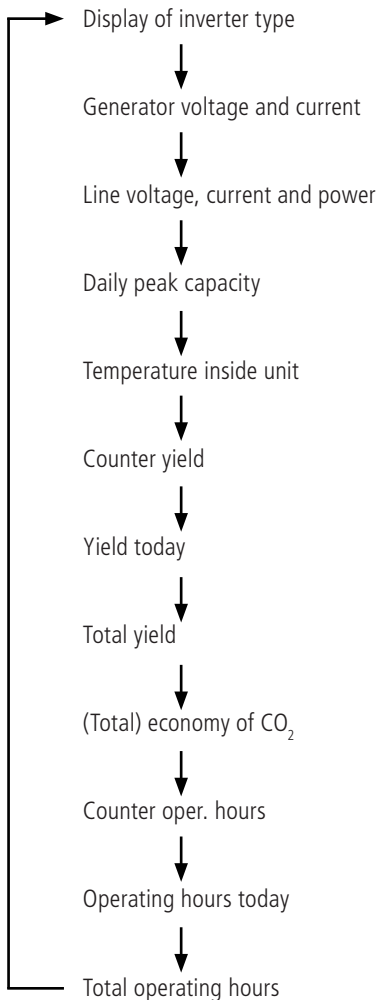 Display of inverter type
Generator voltage and current
Line voltage, current and power
Daily peak capacity
Temperature inside unit
Counter yield
Yield today
Total yield
(Total) economy of CO₂
Counter oper. hours
Operating hours today
Total operating hours